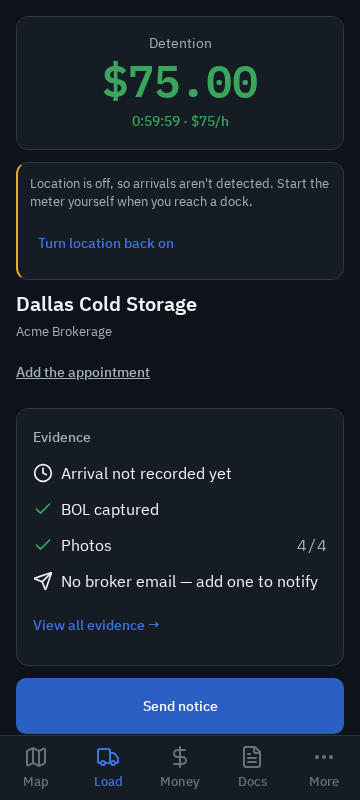 Detention
$75.00
0:59:59 · $75/h
Location is off, so arrivals aren't detected. Start the
meter yourself when you reach a dock.
Turn location back on
Dallas Cold Storage
Acme Brokerage
Add the appointment
Evidence
Arrival not recorded yet
BOL captured
Photos 4/4
No broker email — add one to notify
View all evidence →
Send notice
Map Load Money Docs More